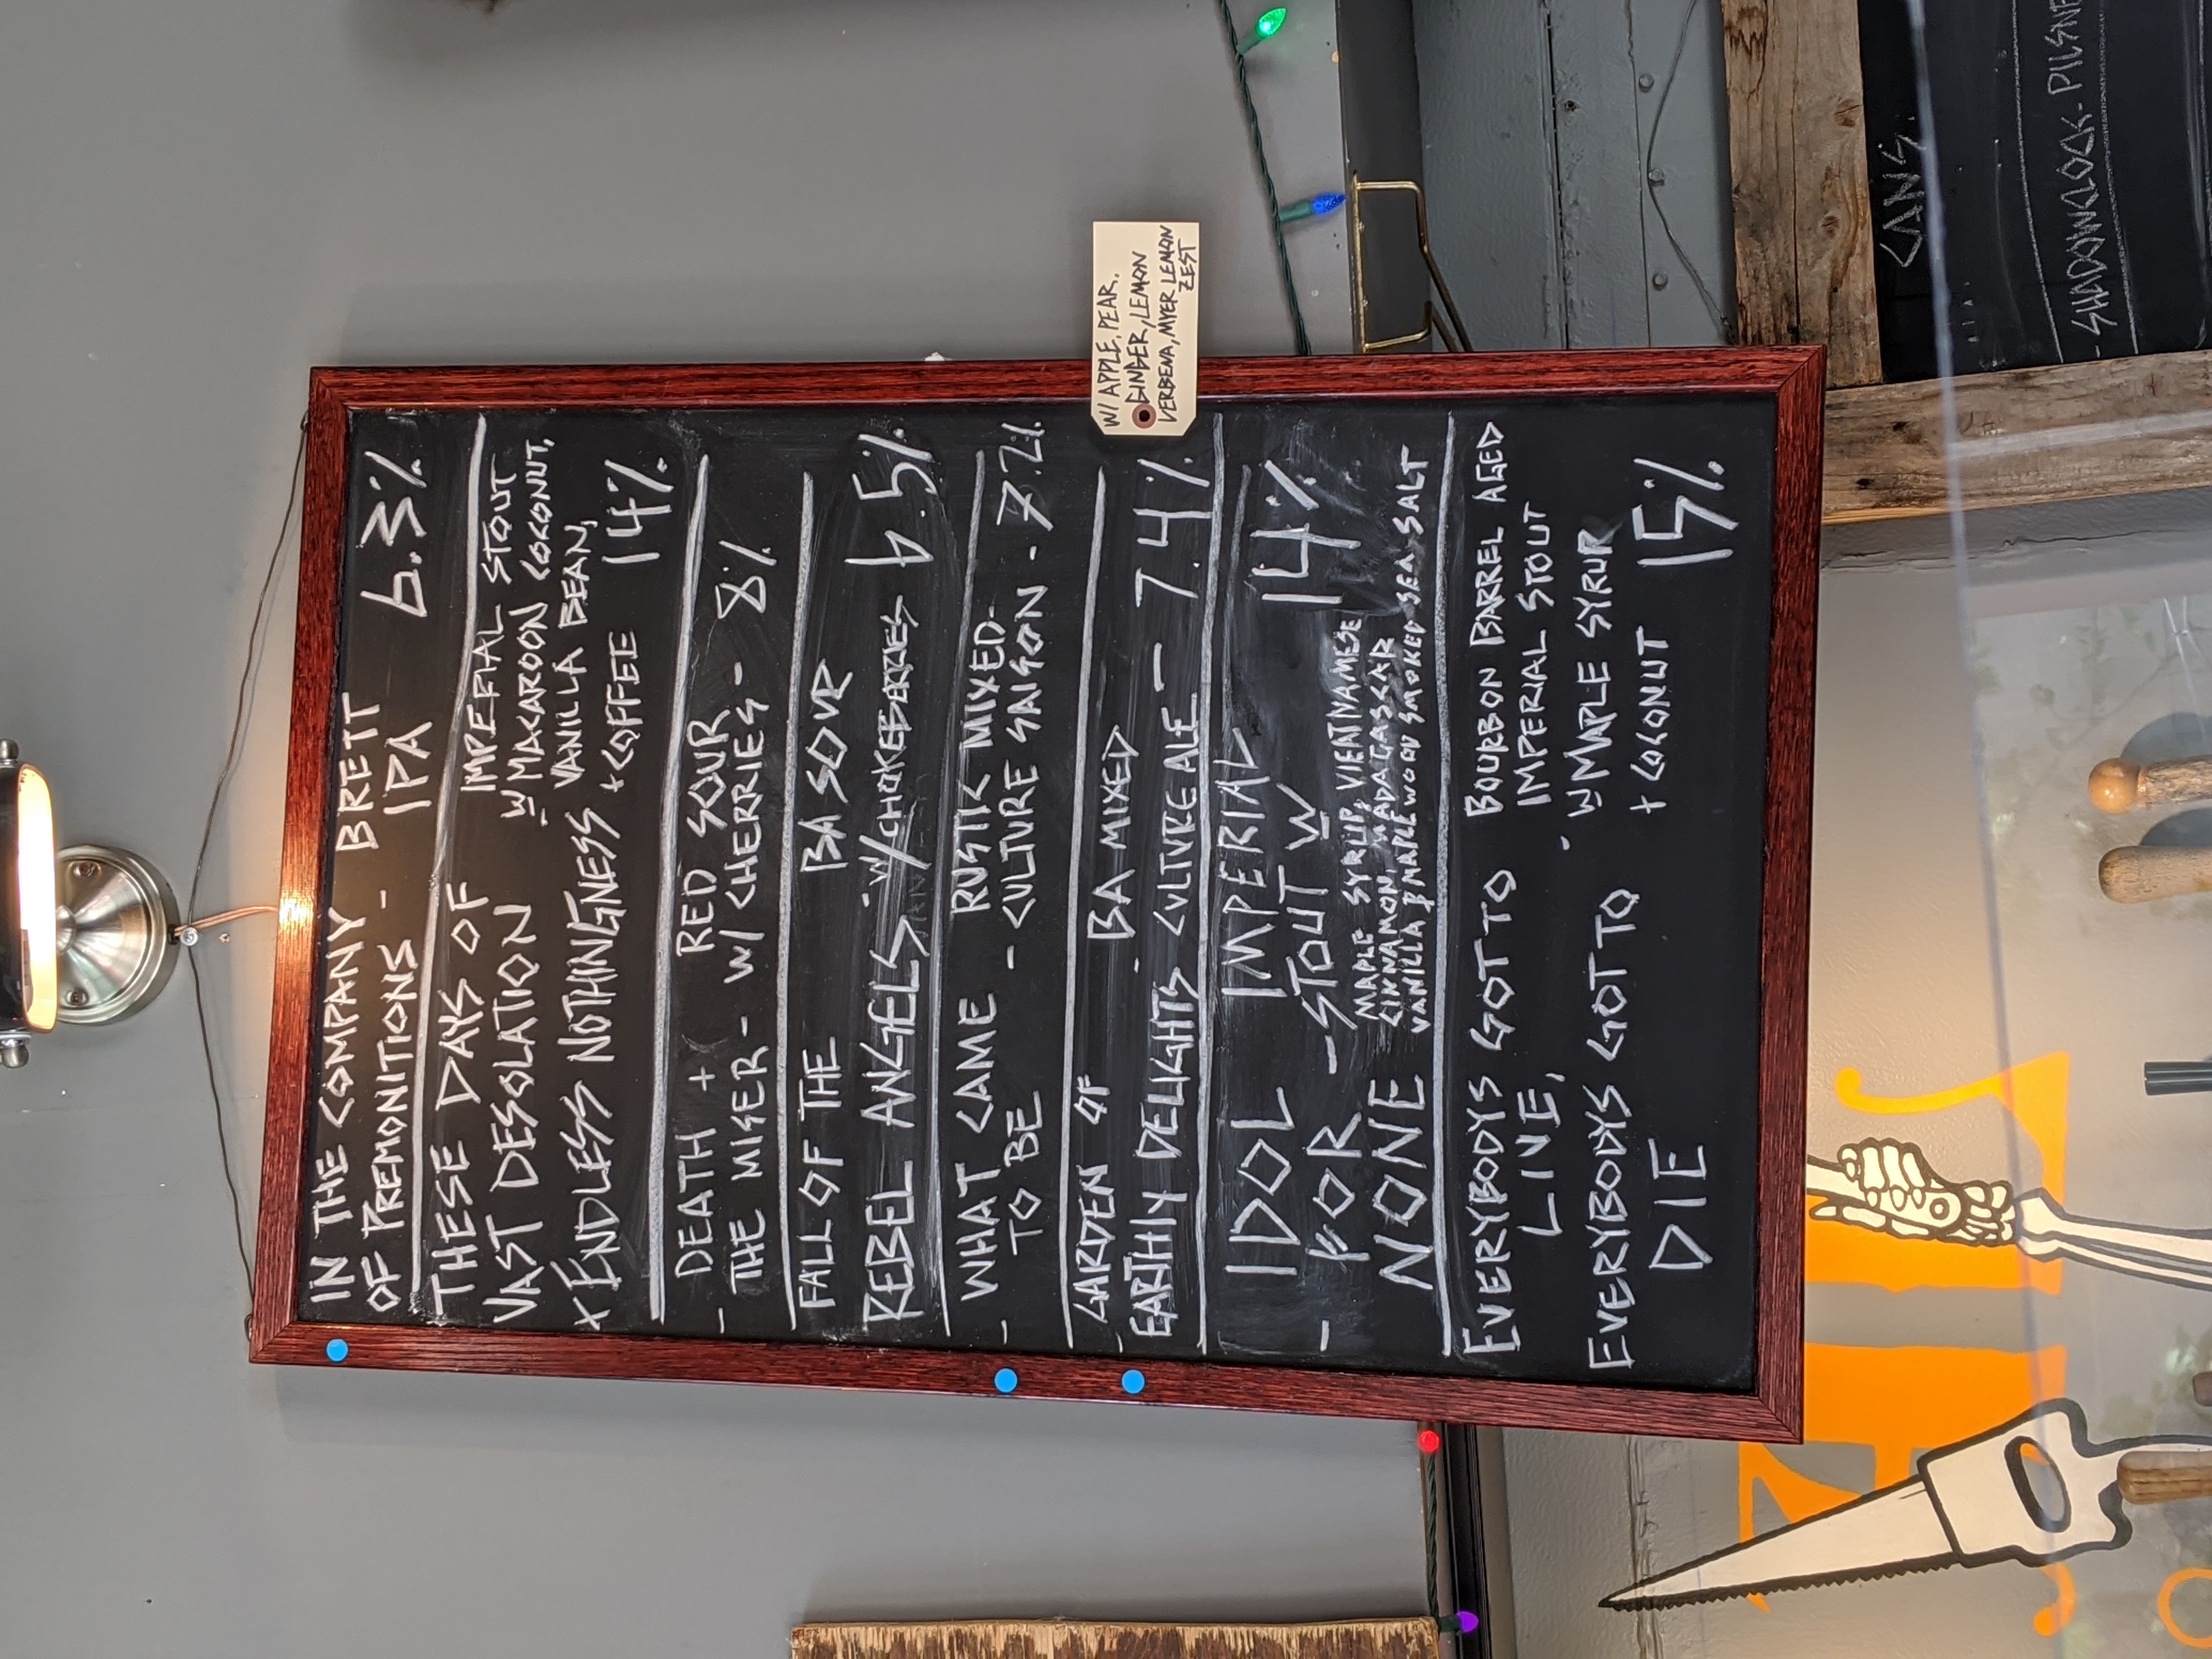 IN THE COMPANY
OF PREMONITIONS - BRETT
IPA 6.3%
THESE DAYS OF
VAST DESOLATION
+ ENDLESS NOTHINGNESS
IMPERIAL STOUT
W MACAROON COCONUT,
VANILLA BEAN,
+ COFFEE 14%
- DEATH +
THE MISER -
RED SOUR
W/ CHERRIES - 8%
FALL OF THE
REBEL ANGELS -
BA SOUR
W/ CHOKEBERRIES 6.5%
- WHAT CAME
TO BE
- RUSTIC MIXED-
CULTURE SAISON - 7.2%
- GARDEN OF
EARTHLY DELIGHTS
- BA MIXED
CULTURE ALE - 7.4%
W/ APPLE, PEAR,
GINGER, LEMON
VERBENA, MYER LEMON
ZEST
- IDOL
FOR
NONE
- IMPERIAL
STOUT W 14%
MAPLE SYRUP, VIEATNAMESE
CINNAMON, MADAGASCAR
VANILLA & MAPLEWOOD SMOKED SEA SALT
EVERYBODYS GOT TO
LIVE,
EVERYBODYS GOT TO
DIE
- BOURBON BARREL AGED
IMPERIAL STOUT
W MAPLE SYRUP
+ COCONUT 15%
CANS.
- SHADOWCLOCK - PILSNE